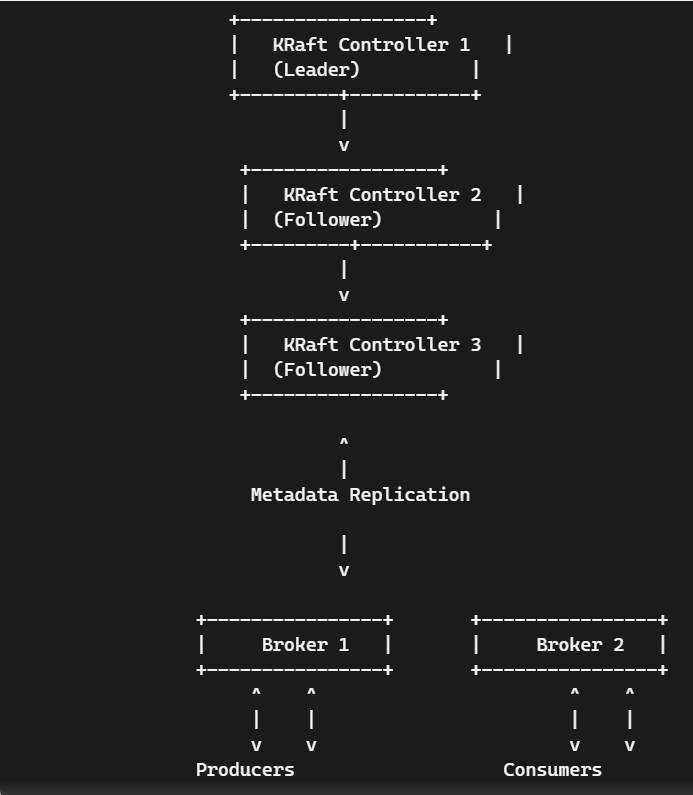 +-----------------+
|   KRaft Controller 1   |
|   (Leader)          |
+---------+-----------+
|
v
+-----------------+
|   KRaft Controller 2   |
|  (Follower)          |
+---------+-----------+
|
v
+-----------------+
|   KRaft Controller 3   |
|  (Follower)          |
+-----------------+
^
|
Metadata Replication
|
v
+----------------+       +----------------+
|     Broker 1   |       |     Broker 2   |
+----------------+       +----------------+
^    ^                       ^    ^
|    |                       |    |
v    v                       v    v
Producers                   Consumers